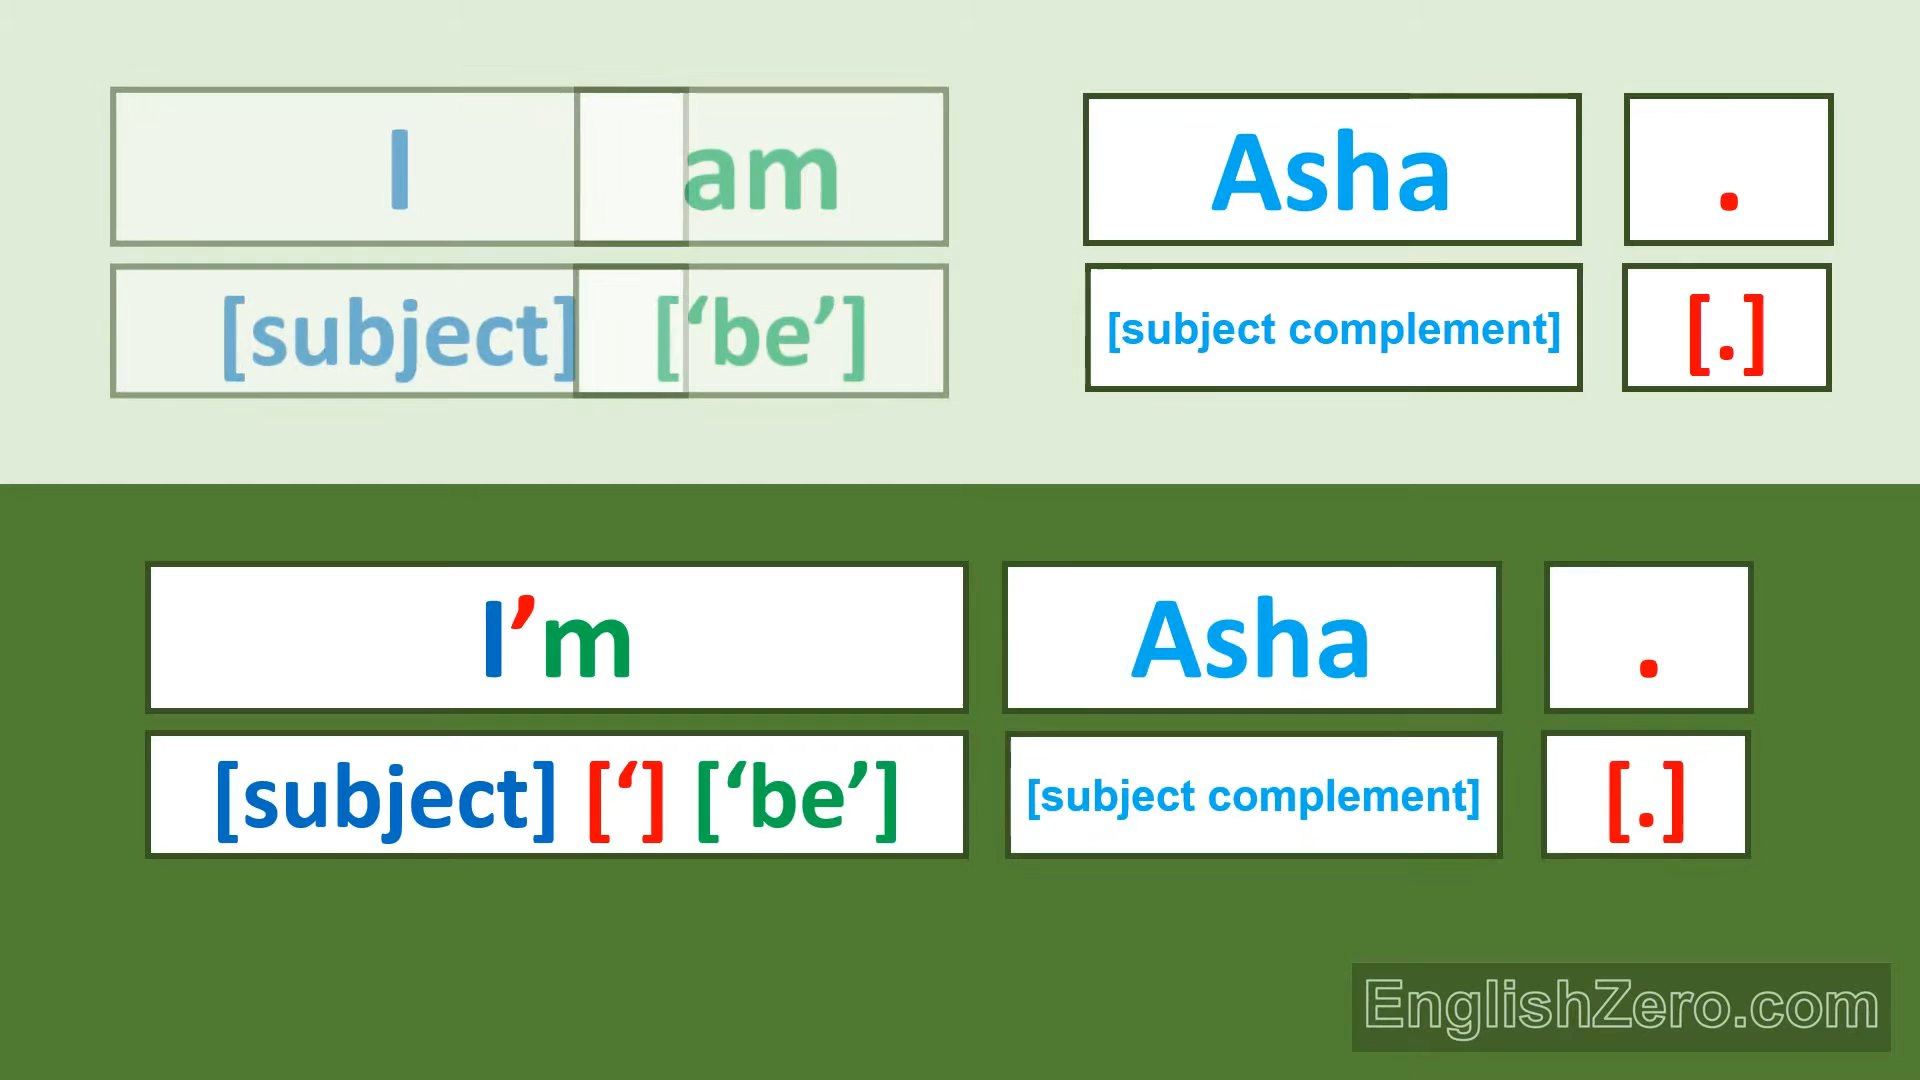 I am Asha .
[subject] [‘be’] [subject complement] [.]
I’m Asha .
[subject] [‘] [‘be’] [subject complement] [.]
EnglishZero.com